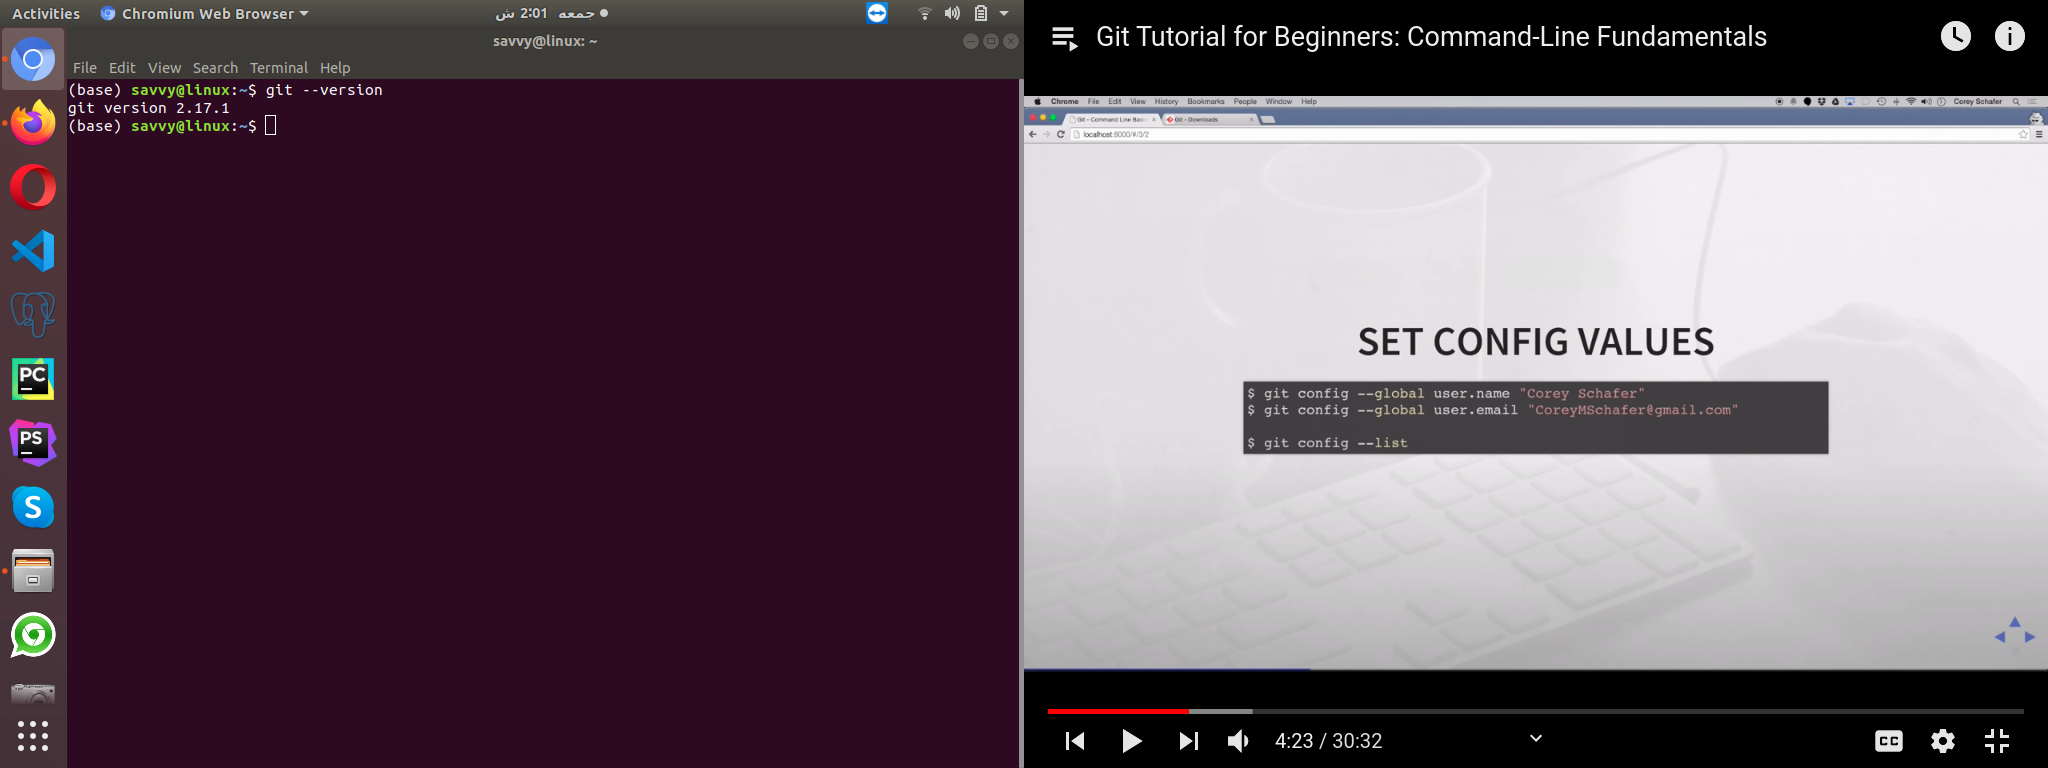 Activities
Chromium Web Browser
جمعه 2:01 ش
savvy@linux: ~
File Edit View Search Terminal Help
(base) savvy@linux:~$ git --version
git version 2.17.1
(base) savvy@linux:~$
PC
PS
S
Git Tutorial for Beginners: Command-Line Fundamentals
Chrome File Edit View History Bookmarks People Window Help
Corey Schafer
Git - Command Line Basi
Git - Downloads
localhost:8000/#/3/2
SET CONFIG VALUES
$ git config --global user.name "Corey Schafer"
$ git config --global user.email "CoreyMSchafer@gmail.com"
$ git config --list
4:23 / 30:32
CC